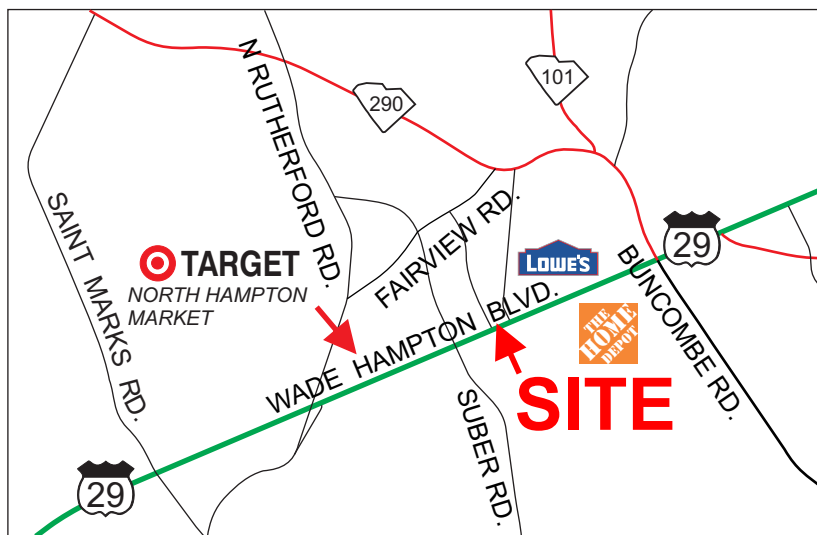 290
101
N RUTHERFORD RD.
SAINT MARKS RD.
FAIRVIEW RD.
TARGET
NORTH HAMPTON
MARKET
LOWE'S
29
BUNCOMBE RD.
WADE HAMPTON BLVD.
THE
HOME
DEPOT
SITE
SUBER RD.
29